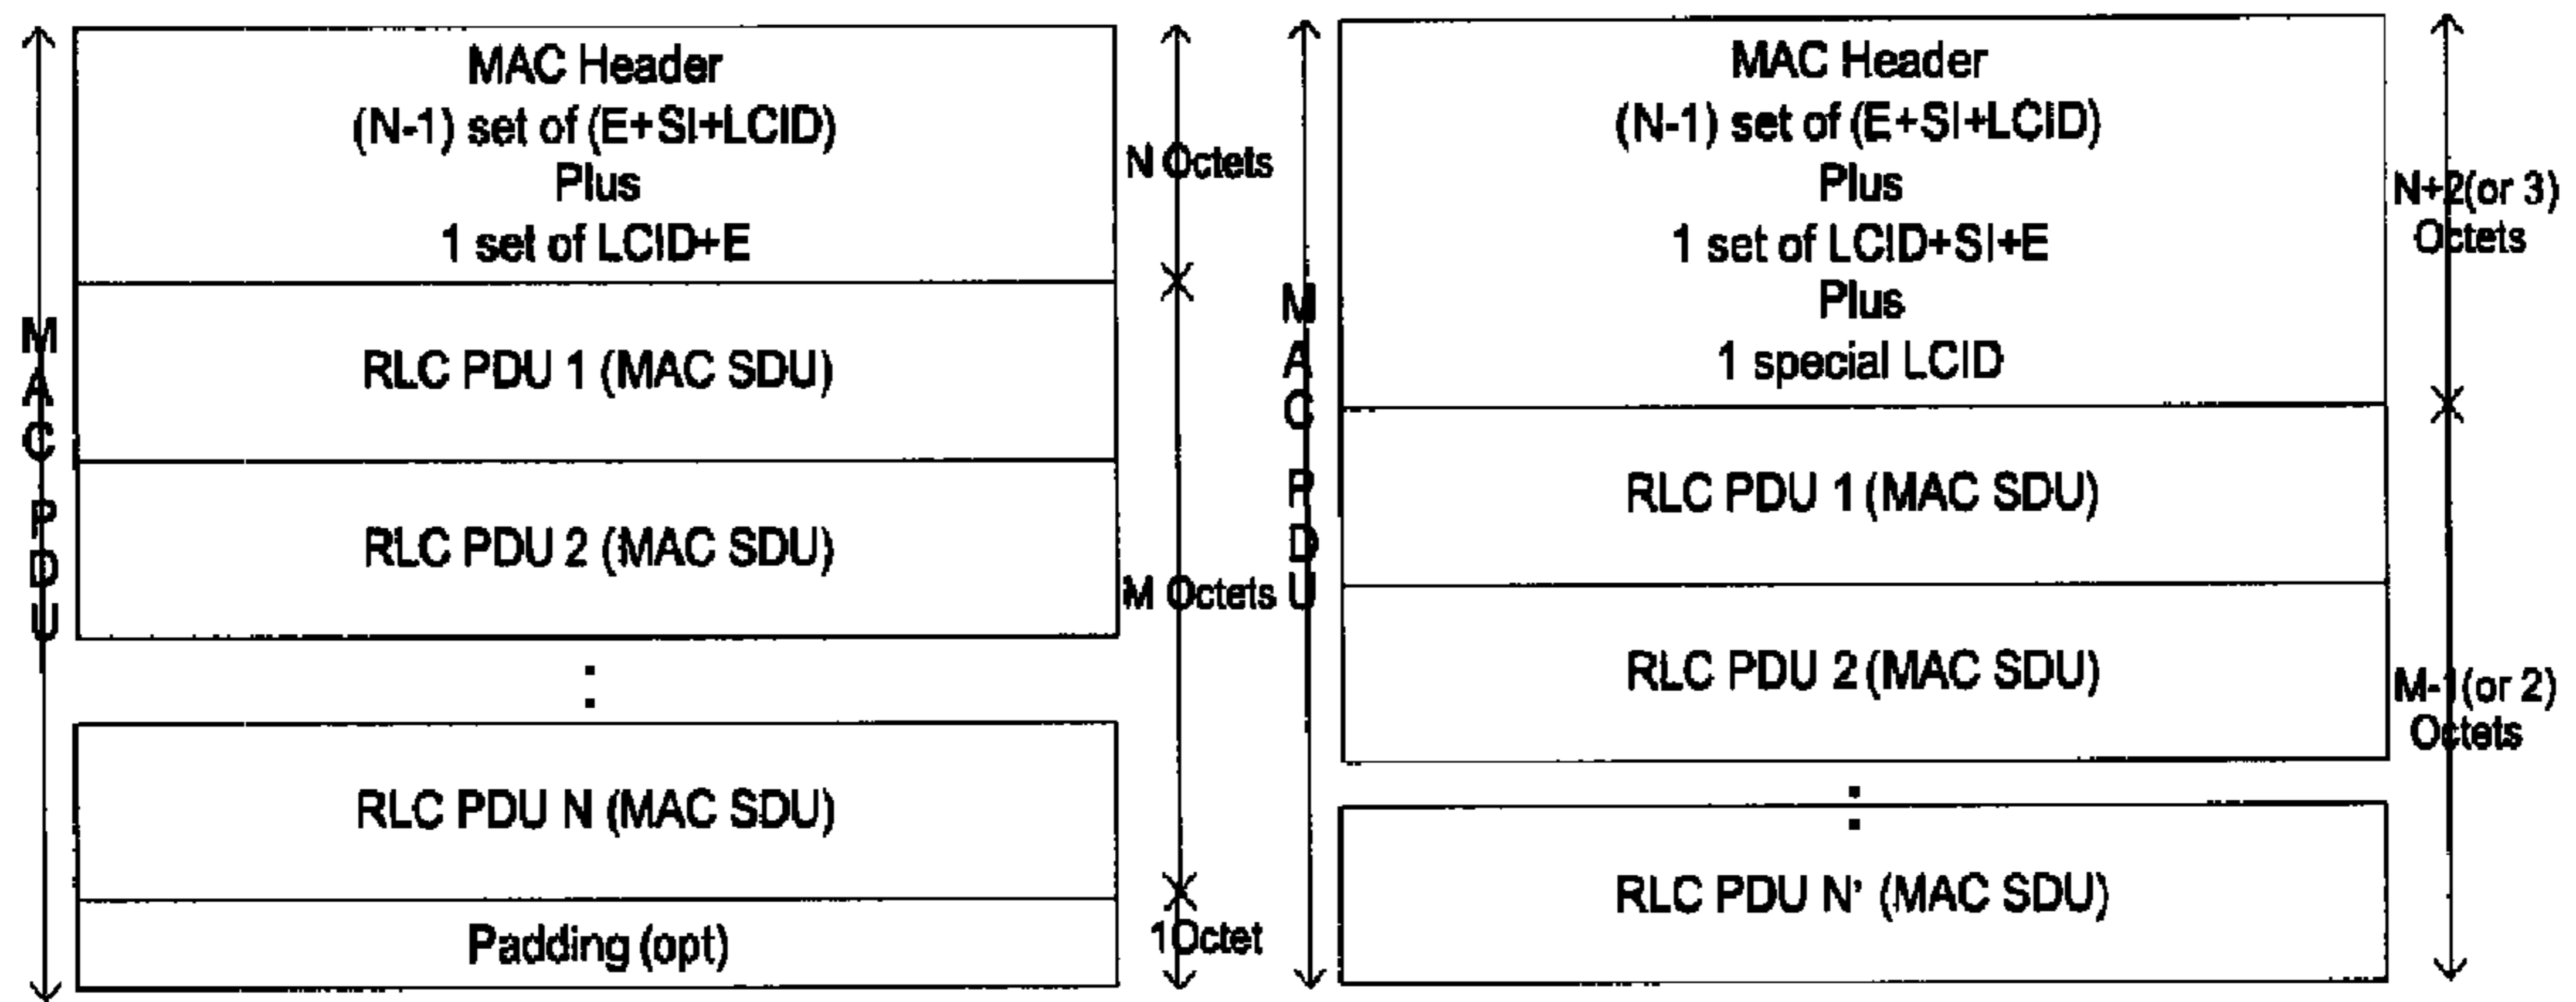 MAC Header
(N-1) set of (E+SI+LCID)
Plus
1 set of LCID+E
N Octets
RLC PDU 1 (MAC SDU)
MAC PDU
RLC PDU 2 (MAC SDU)
M Octets
:
RLC PDU N (MAC SDU)
Padding (opt)
1Octet
MAC Header
(N-1) set of (E+SI+LCID)
Plus
1 set of LCID+SI+E
Plus
1 special LCID
N+2(or 3)
Octets
MAC PDU
RLC PDU 1 (MAC SDU)
RLC PDU 2 (MAC SDU)
M-1(or 2)
Octets
:
RLC PDU N' (MAC SDU)